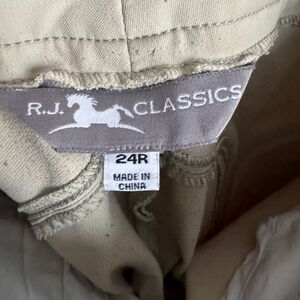 R.J. CLASSICS
24R
MADE IN
CHINA